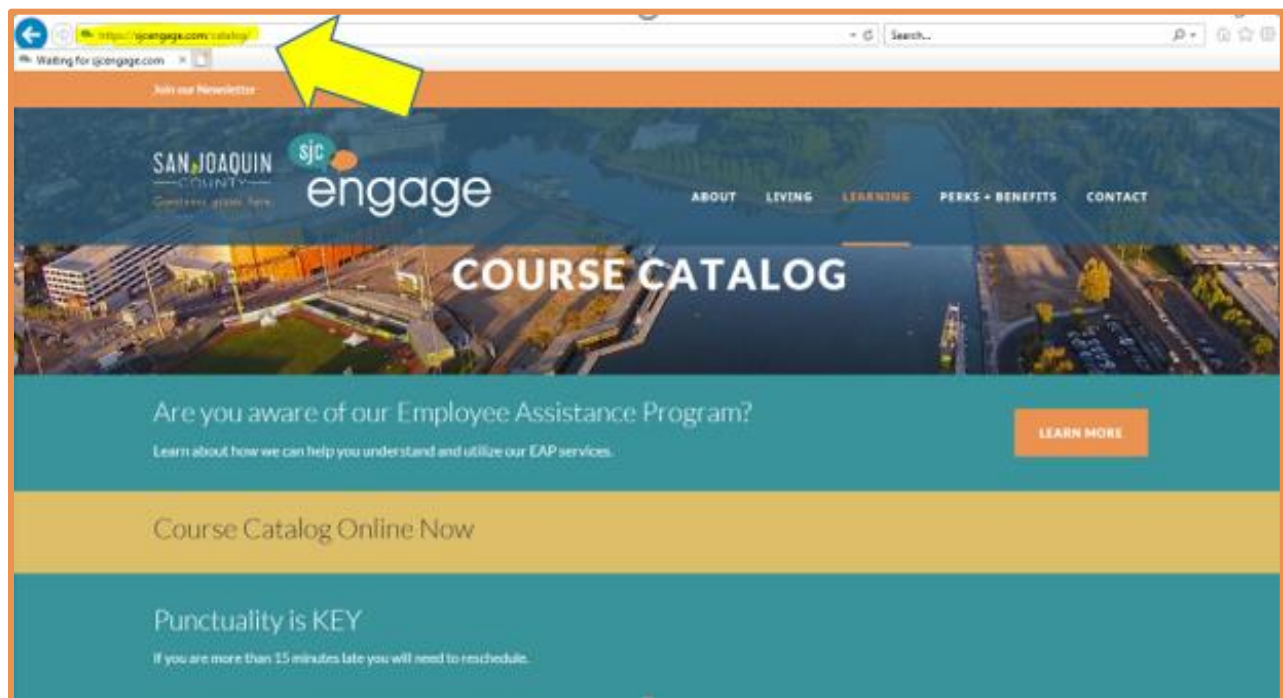 https://sjcengage.com/catalog/
Search...
Waiting for sjcengage.com
Join our Newsletter
SAN JOAQUIN
COUNTY
Greatness grows here.
sjc
engage
ABOUT LIVING LEARNING PERKS + BENEFITS CONTACT
COURSE CATALOG
Are you aware of our Employee Assistance Program?
Learn about how we can help you understand and utilize our EAP services.
LEARN MORE
Course Catalog Online Now
Punctuality is KEY
If you are more than 15 minutes late you will need to reschedule.